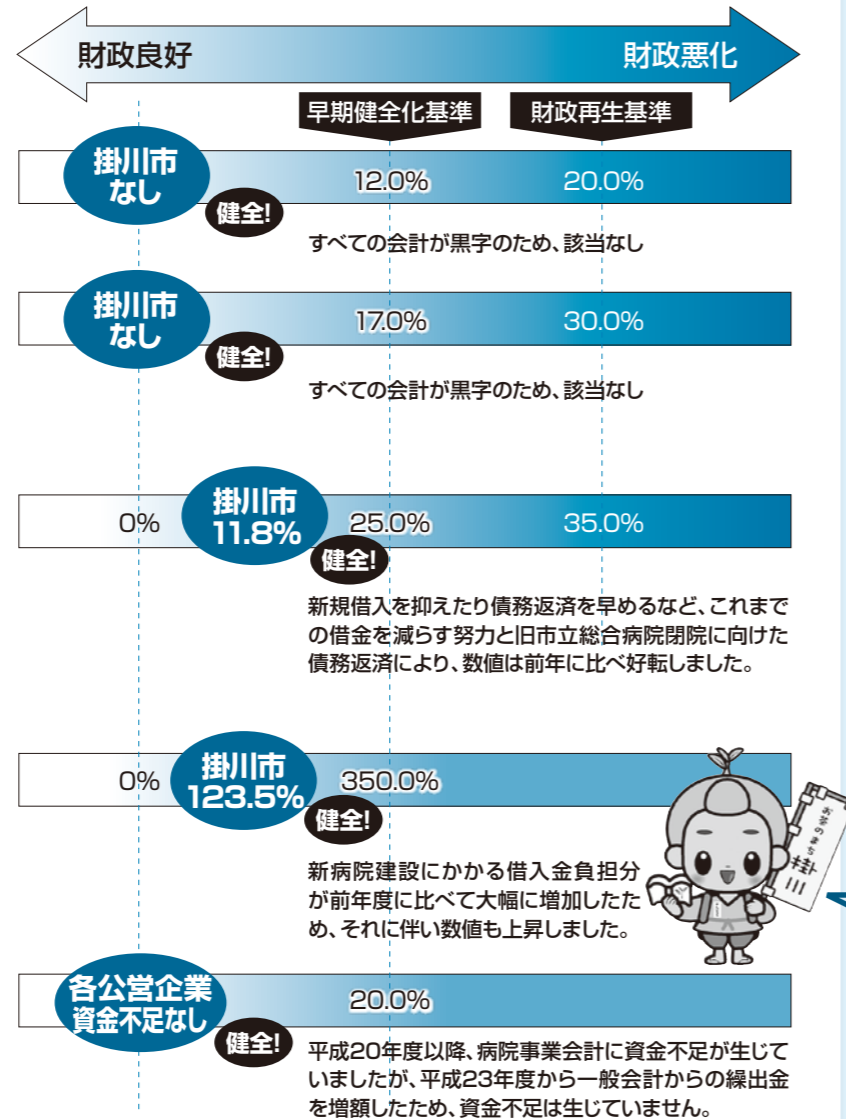 財政良好
財政悪化
早期健全化基準
財政再生基準
掛川市
なし
健全!
12.0%
20.0%
すべての会計が黒字のため、該当なし
掛川市
なし
健全!
17.0%
30.0%
すべての会計が黒字のため、該当なし
0%
掛川市
11.8%
健全!
25.0%
35.0%
新規借入を抑えたり債務返済を早めるなど、これまで
の借金を減らす努力と旧市立総合病院閉院に向けた
債務返済により、数値は前年に比べ好転しました。
0%
掛川市
123.5%
健全!
350.0%
新病院建設にかかる借入金負担分
が前年度に比べて大幅に増加したた
め、それに伴い数値も上昇しました。
お茶のまち
掛川
各公営企業
資金不足なし
健全!
20.0%
平成20年度以降、病院事業会計に資金不足が生じて
いましたが、平成23年度から一般会計からの繰出金
を増額したため、資金不足は生じていません。